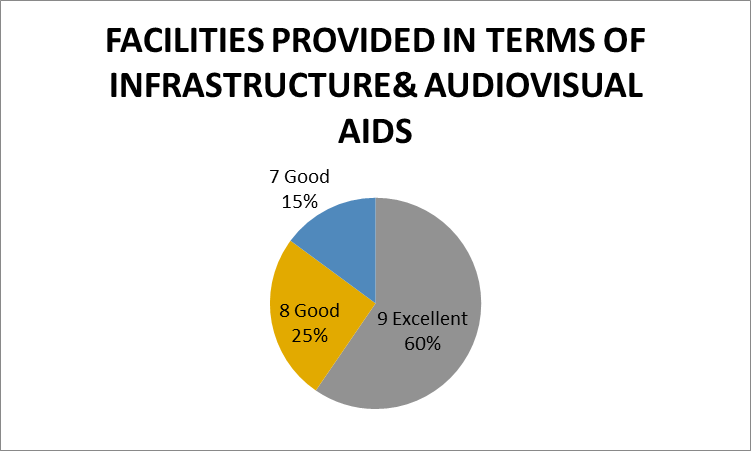 FACILITIES PROVIDED IN TERMS OF
INFRASTRUCTURE& AUDIOVISUAL
AIDS
7 Good
15%
8 Good
25%
9 Excellent
60%